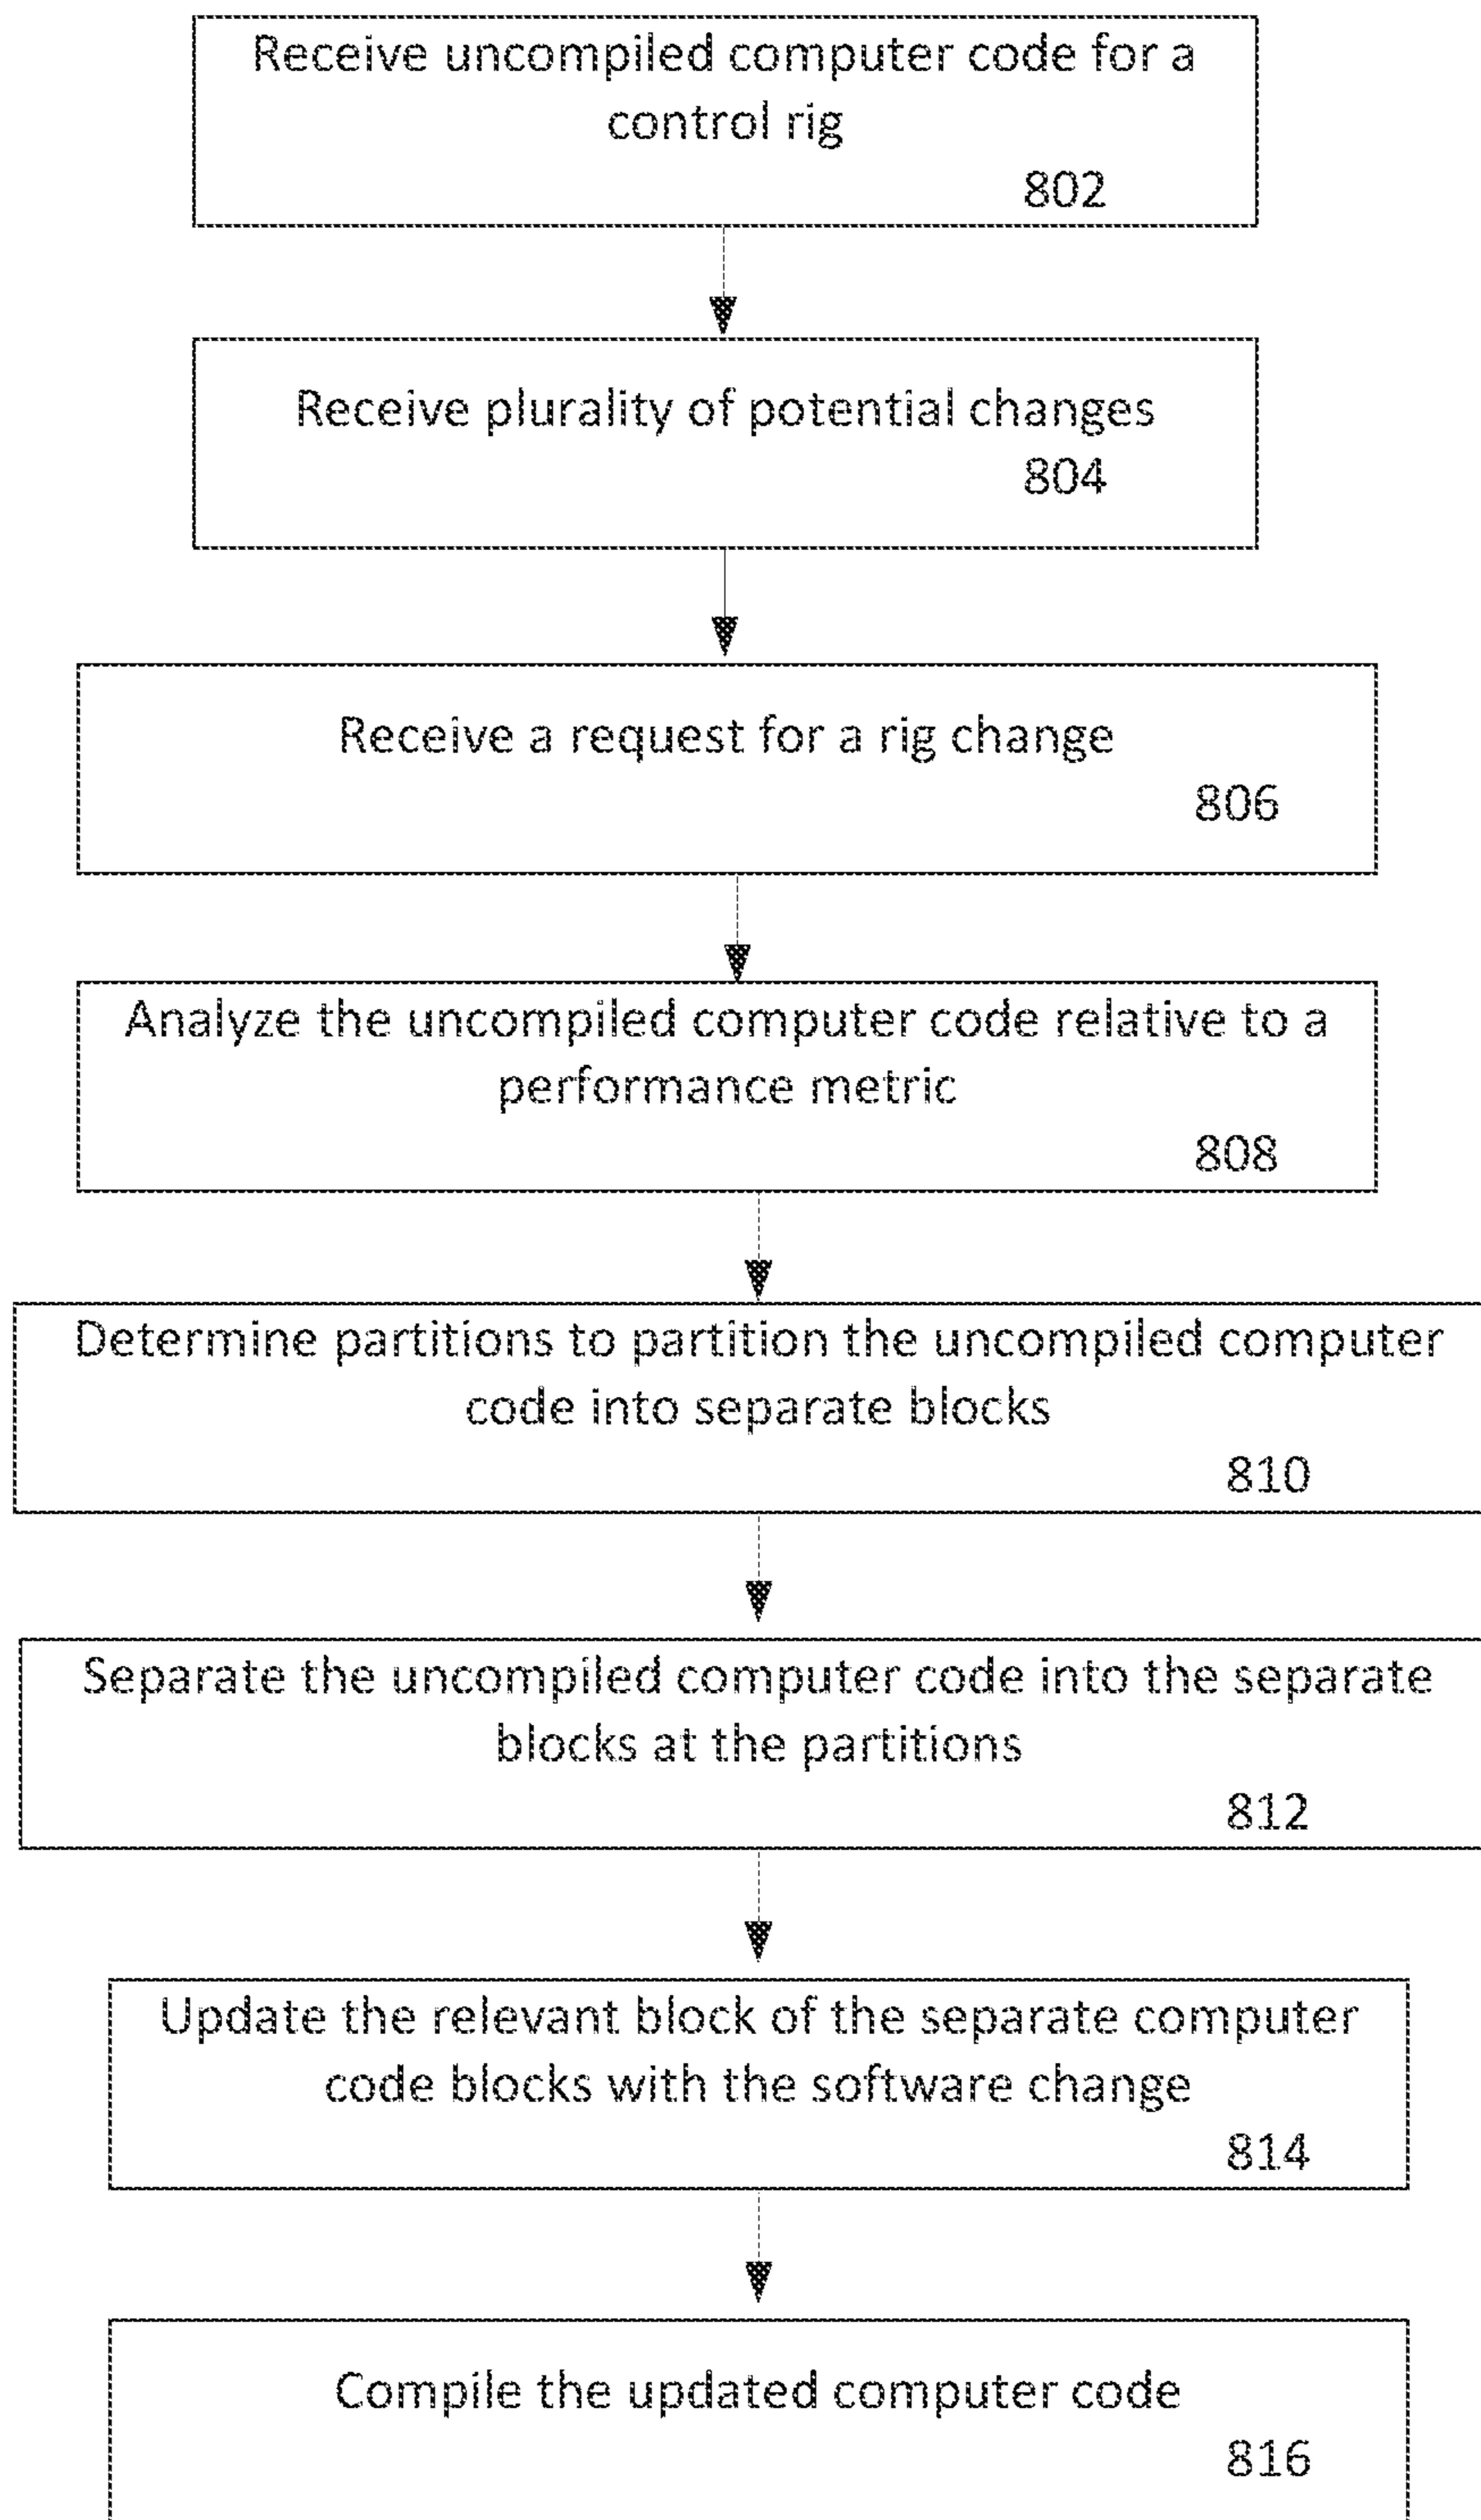 Receive uncompiled computer code for a
control rig
802
Receive plurality of potential changes
804
Receive a request for a rig change
806
Analyze the uncompiled computer code relative to a
performance metric
808
Determine partitions to partition the uncompiled computer
code into separate blocks
810
Separate the uncompiled computer code into the separate
blocks at the partitions
812
Update the relevant block of the separate computer
code blocks with the software change
814
Compile the updated computer code
816